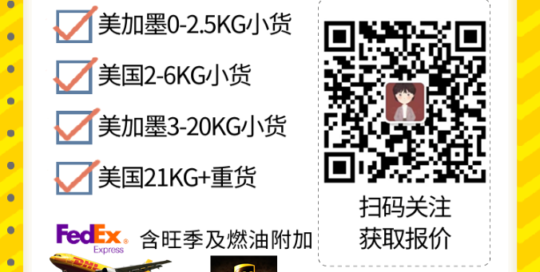 美加墨0-2.5KG小货
美国2-6KG小货
美加墨3-20KG小货
美国21KG+重货
扫码关注
获取报价
FedEx
Express
含旺季及燃油附加